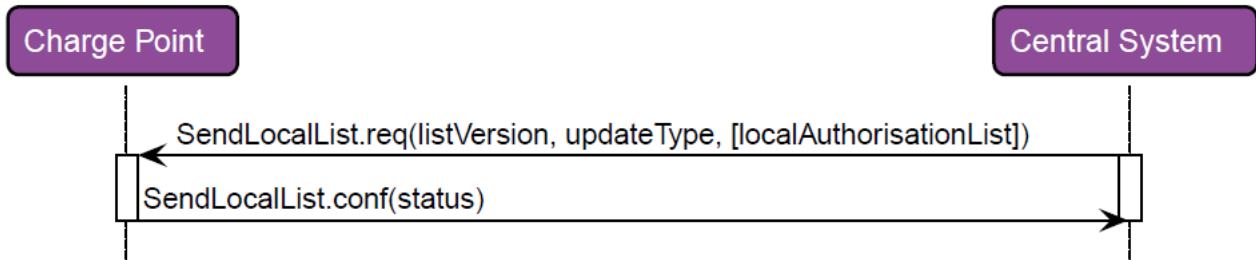 Charge Point
Central System
SendLocalList.req(listVersion, updateType, [localAuthorisationList])
SendLocalList.conf(status)